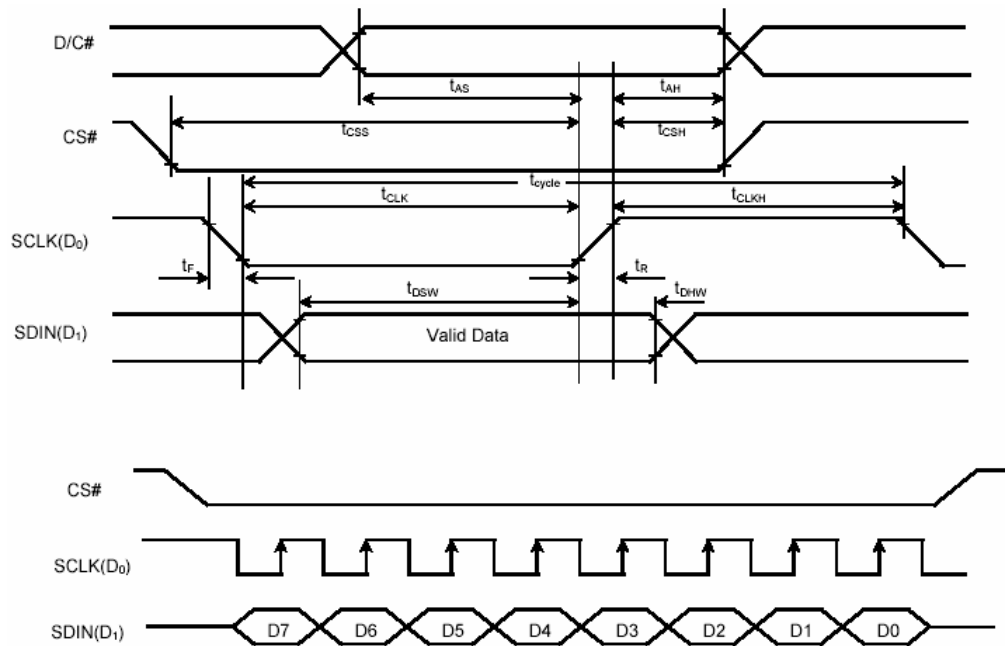 D/C#
tAS
tAH
CS#
tCSS
tCSH
tcycle
tCLK
tCLKH
SCLK(D0)
tF
tR
tDSW
tDHW
SDIN(D1)
Valid Data
CS#
SCLK(D0)
SDIN(D1)
D7 D6 D5 D4 D3 D2 D1 D0